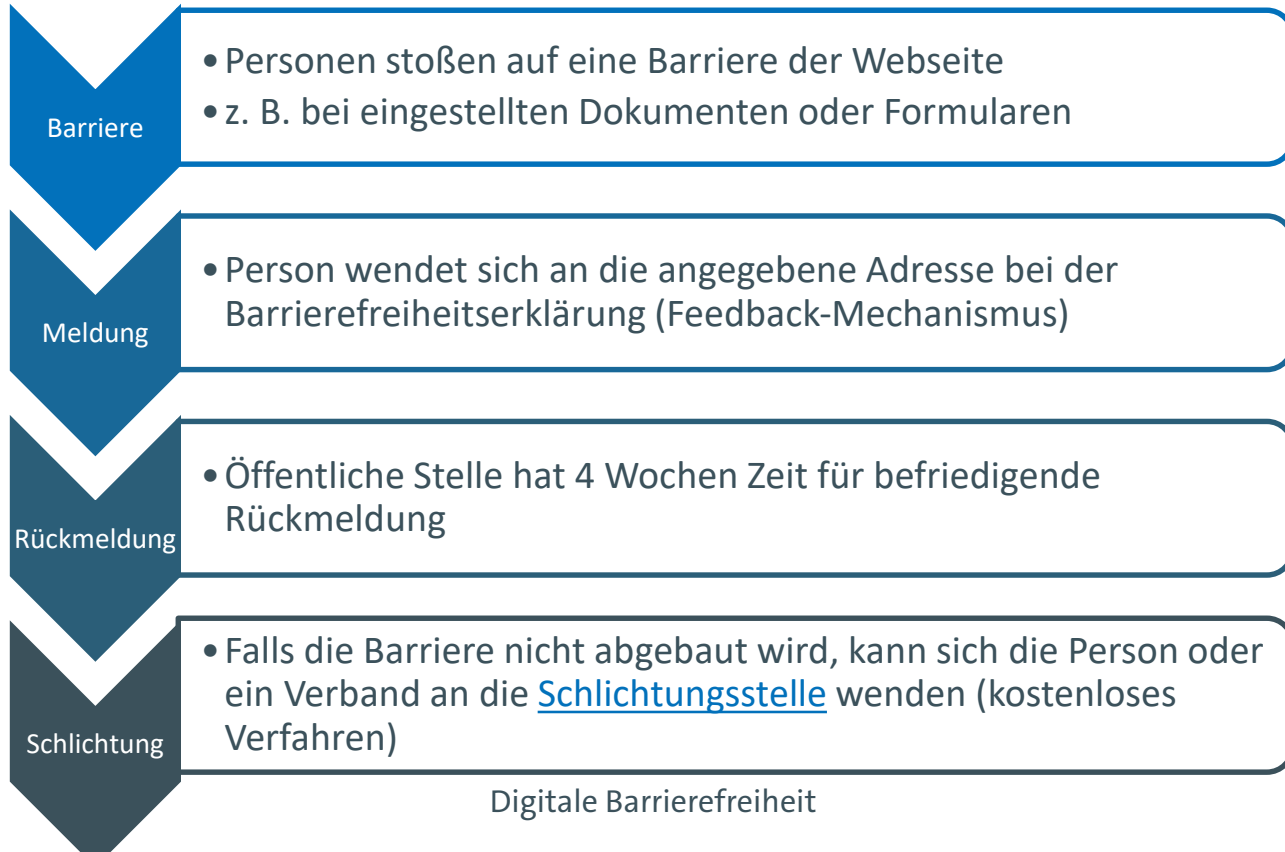 Barriere
• Personen stoßen auf eine Barriere der Webseite
• z. B. bei eingestellten Dokumenten oder Formularen
Meldung
• Person wendet sich an die angegebene Adresse bei der
Barrierefreiheitserklärung (Feedback-Mechanismus)
Rückmeldung
• Öffentliche Stelle hat 4 Wochen Zeit für befriedigende
Rückmeldung
Schlichtung
• Falls die Barriere nicht abgebaut wird, kann sich die Person oder
ein Verband an die Schlichtungsstelle wenden (kostenloses
Verfahren)
Digitale Barrierefreiheit